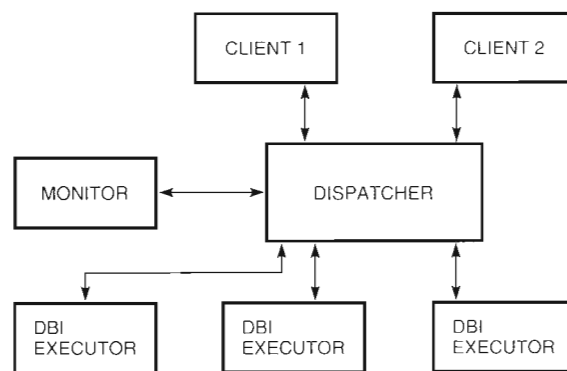 CLIENT 1
CLIENT 2
MONITOR
DISPATCHER
DBI
EXECUTOR
DBI
EXECUTOR
DBI
EXECUTOR